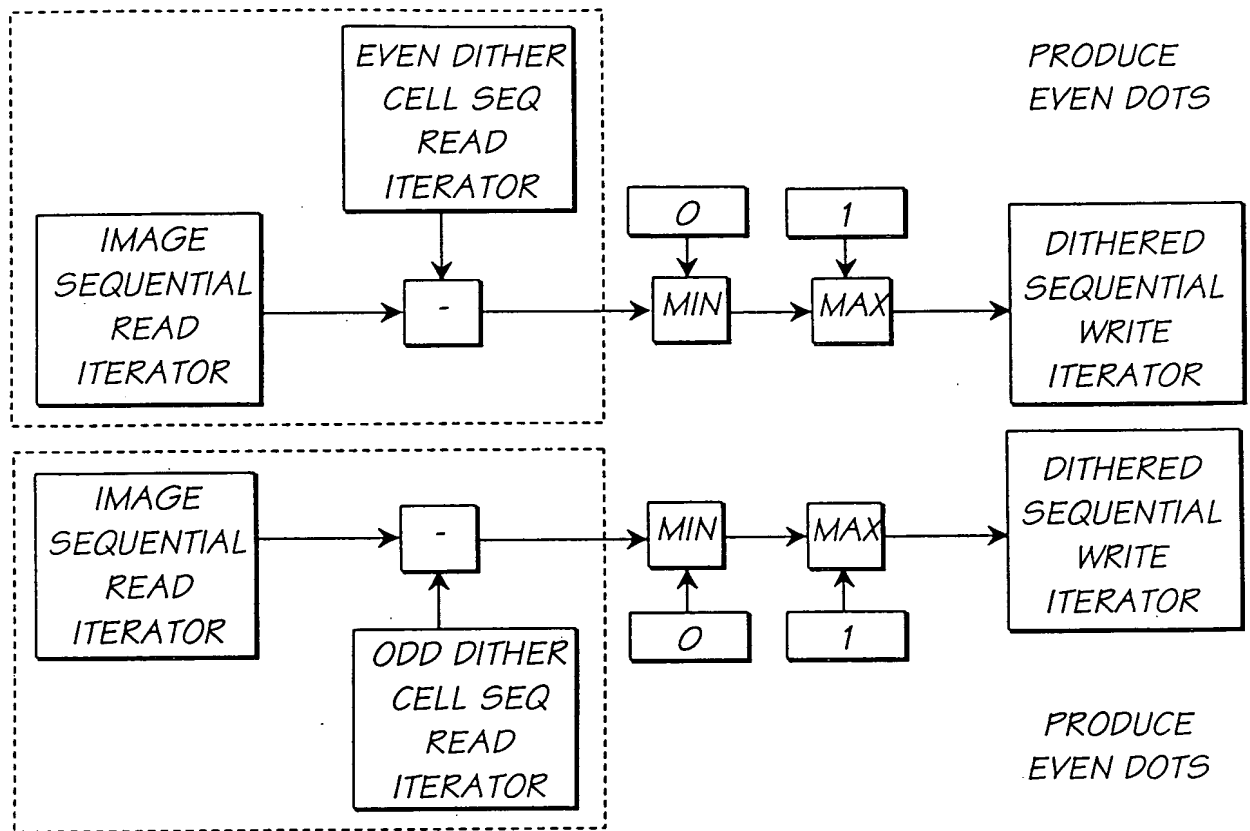 EVEN DITHER
CELL SEQ
READ
ITERATOR
PRODUCE
EVEN DOTS
IMAGE
SEQUENTIAL
READ
ITERATOR
-
0
MIN
1
MAX
DITHERED
SEQUENTIAL
WRITE
ITERATOR
IMAGE
SEQUENTIAL
READ
ITERATOR
-
MIN
0
MAX
1
DITHERED
SEQUENTIAL
WRITE
ITERATOR
ODD DITHER
CELL SEQ
READ
ITERATOR
PRODUCE
EVEN DOTS